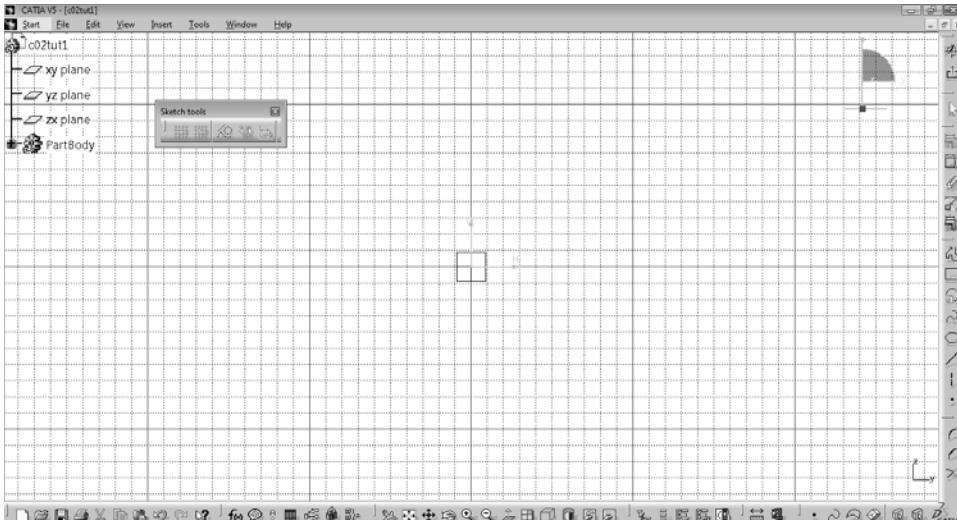 CATIA V5 - [c02tut1]
Start File Edit View Insert Tools Window Help
c02tut1
xy plane
yz plane
zx plane
PartBody
Sketch tools
V
H
z
y